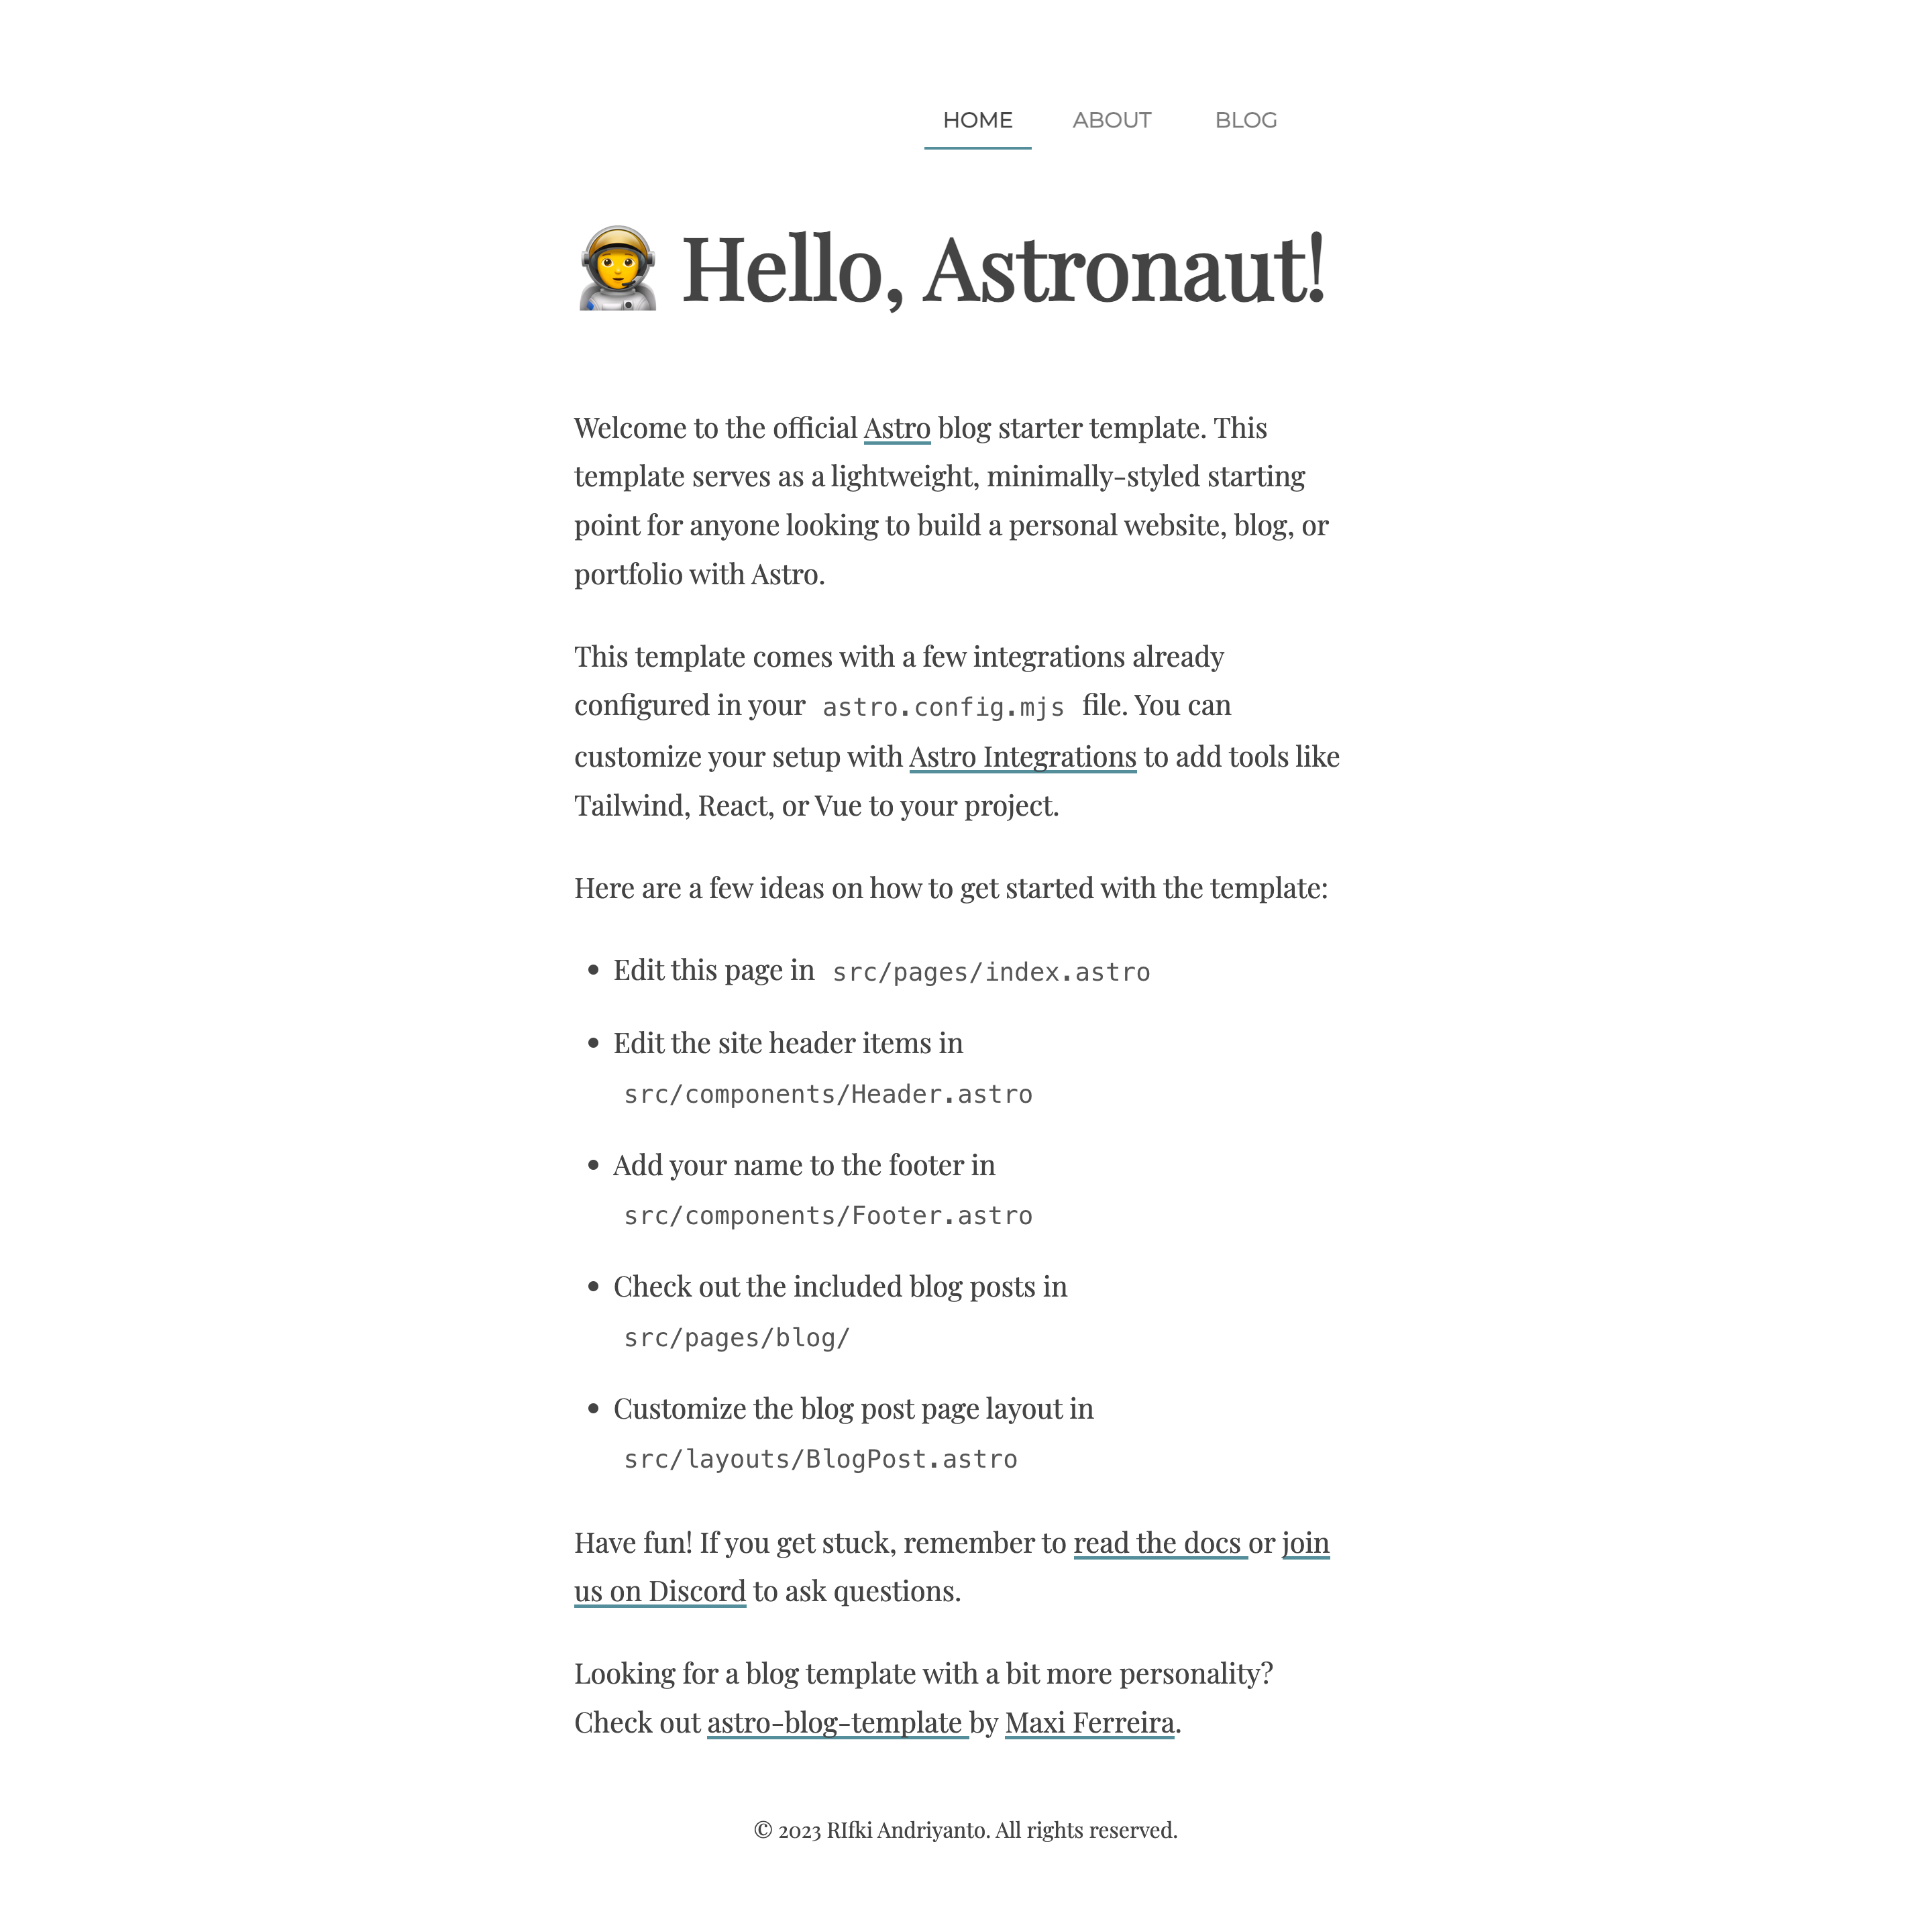 HOME ABOUT BLOG
🧑‍🚀 Hello, Astronaut!
Welcome to the official Astro blog starter template. This
template serves as a lightweight, minimally-styled starting
point for anyone looking to build a personal website, blog, or
portfolio with Astro.
This template comes with a few integrations already
configured in your astro.config.mjs file. You can
customize your setup with Astro Integrations to add tools like
Tailwind, React, or Vue to your project.
Here are a few ideas on how to get started with the template:
• Edit this page in src/pages/index.astro
• Edit the site header items in
src/components/Header.astro
• Add your name to the footer in
src/components/Footer.astro
• Check out the included blog posts in
src/pages/blog/
• Customize the blog post page layout in
src/layouts/BlogPost.astro
Have fun! If you get stuck, remember to read the docs or join
us on Discord to ask questions.
Looking for a blog template with a bit more personality?
Check out astro-blog-template by Maxi Ferreira.
© 2023 RIfki Andriyanto. All rights reserved.